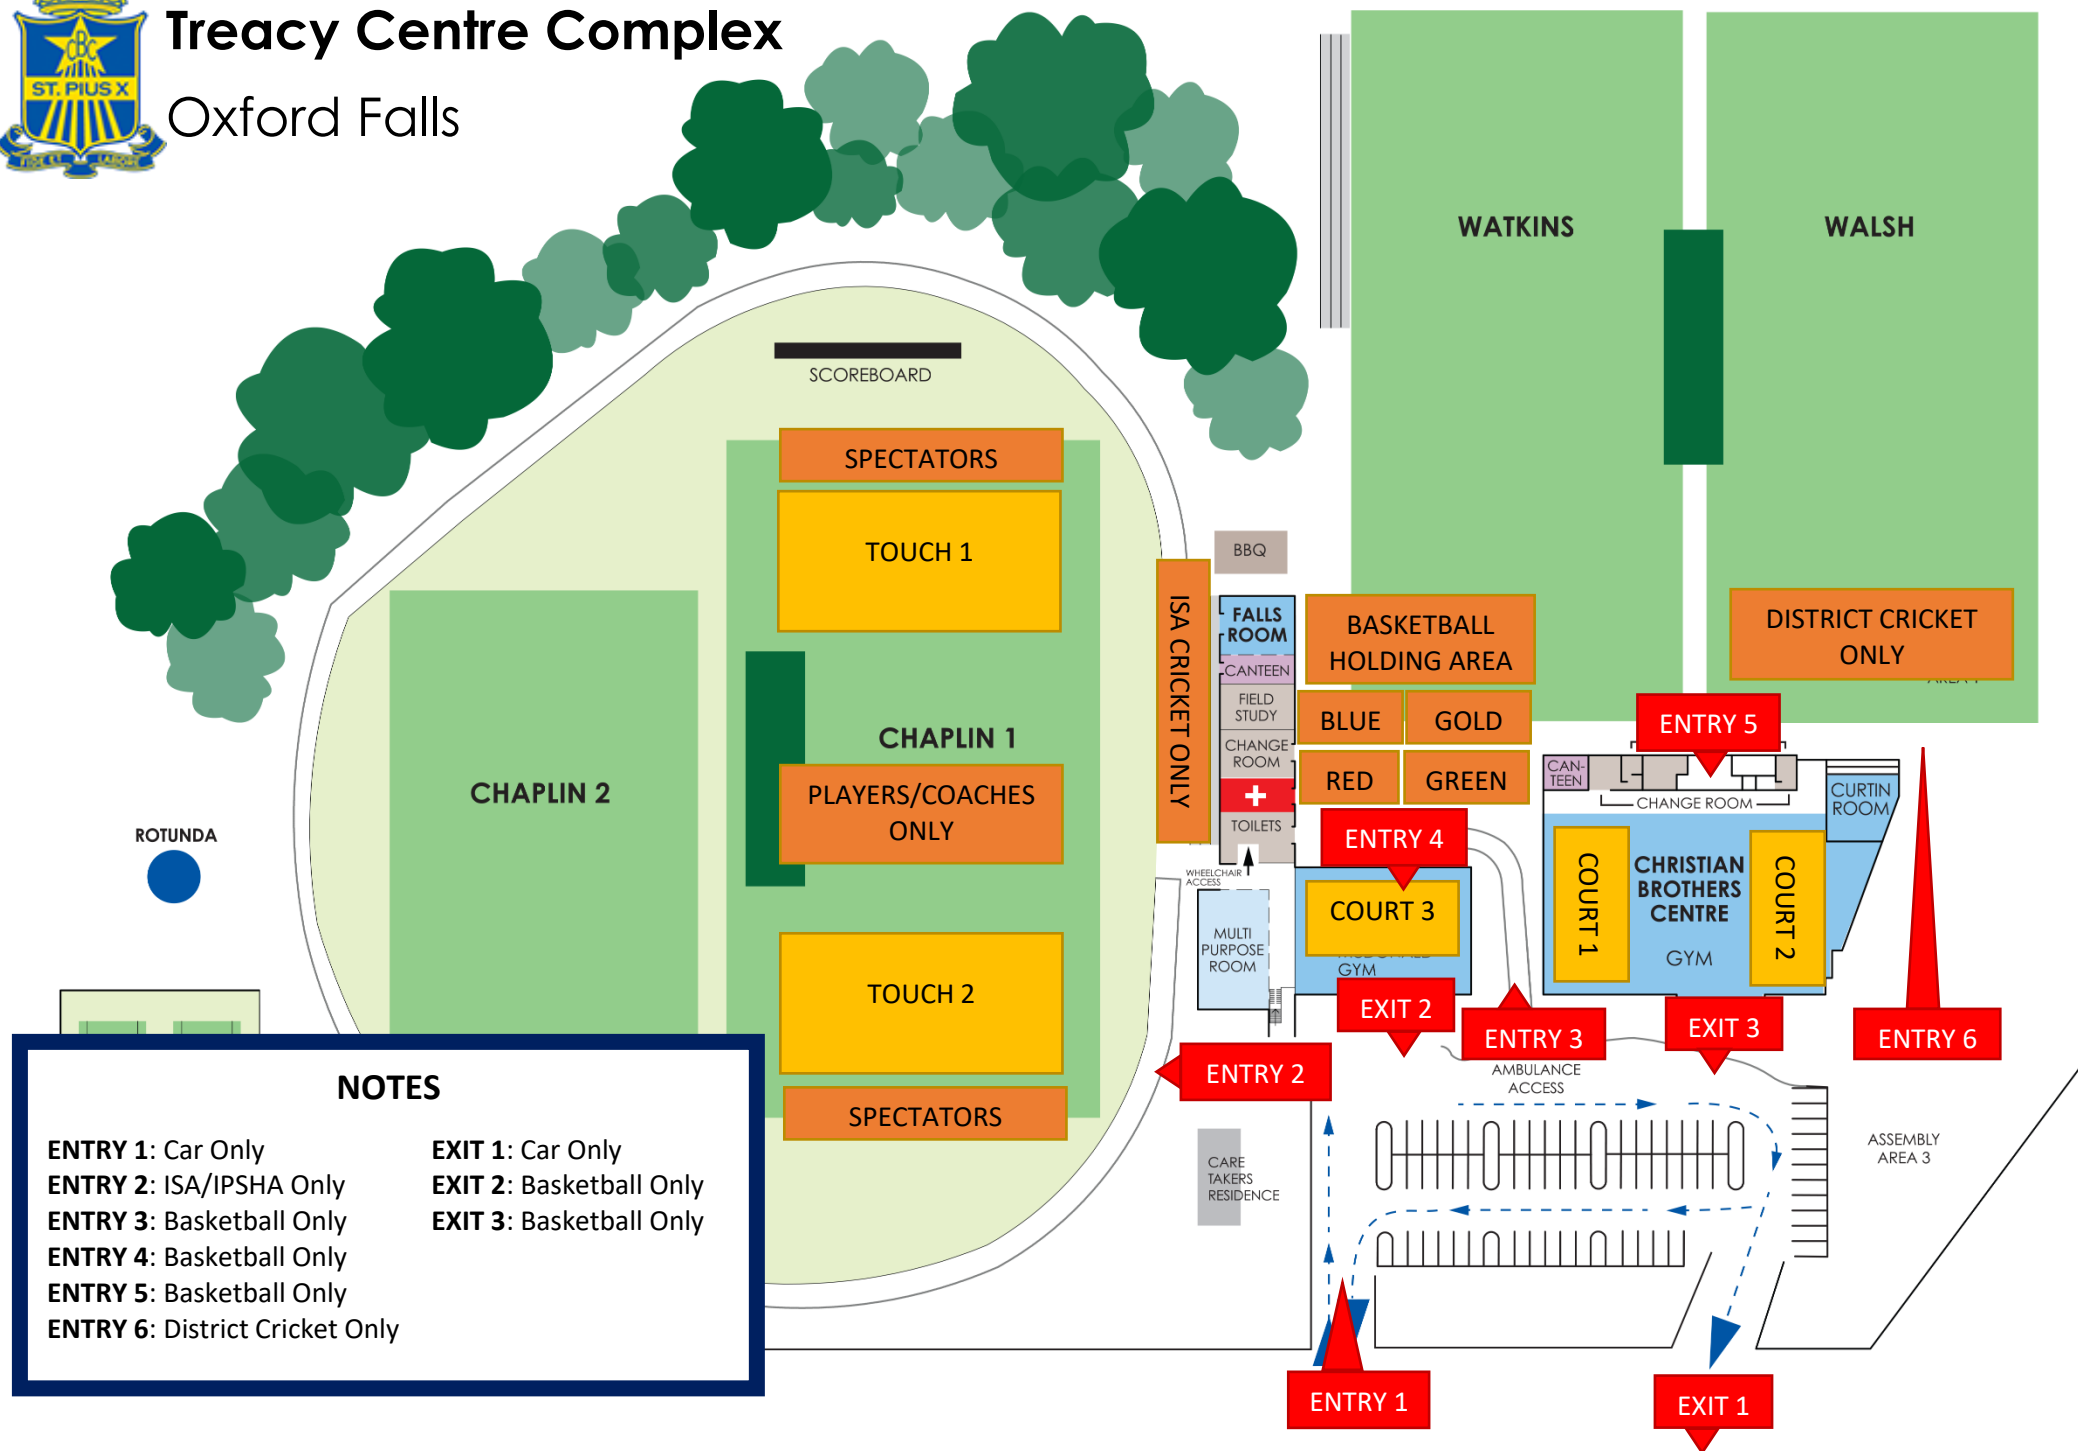 Treacy Centre Complex
Oxford Falls
CBC
ST. PIUS X
FIDE ET LABORE
WATKINS
WALSH
SCOREBOARD
SPECTATORS
TOUCH 1
BBQ
ISA CRICKET ONLY
FALLS
ROOM
CANTEEN
FIELD
STUDY
CHANGE
ROOM
TOILETS
BASKETBALL
HOLDING AREA
BLUE
GOLD
RED
GREEN
DISTRICT CRICKET
ONLY
ENTRY 5
CHAPLIN 1
CHAPLIN 2
PLAYERS/COACHES
ONLY
ROTUNDA
CAN-
TEEN
CHANGE ROOM
CURTIN
ROOM
ENTRY 4
WHEELCHAIR
ACCESS
COURT 3
GYM
MULTI
PURPOSE
ROOM
COURT 1
CHRISTIAN
BROTHERS
CENTRE
GYM
COURT 2
TOUCH 2
EXIT 2
ENTRY 3
EXIT 3
ENTRY 6
ENTRY 2
AMBULANCE
ACCESS
SPECTATORS
CARE
TAKERS
RESIDENCE
ASSEMBLY
AREA 3
NOTES
ENTRY 1: Car Only
ENTRY 2: ISA/IPSHA Only
ENTRY 3: Basketball Only
ENTRY 4: Basketball Only
ENTRY 5: Basketball Only
ENTRY 6: District Cricket Only
EXIT 1: Car Only
EXIT 2: Basketball Only
EXIT 3: Basketball Only
ENTRY 1
EXIT 1